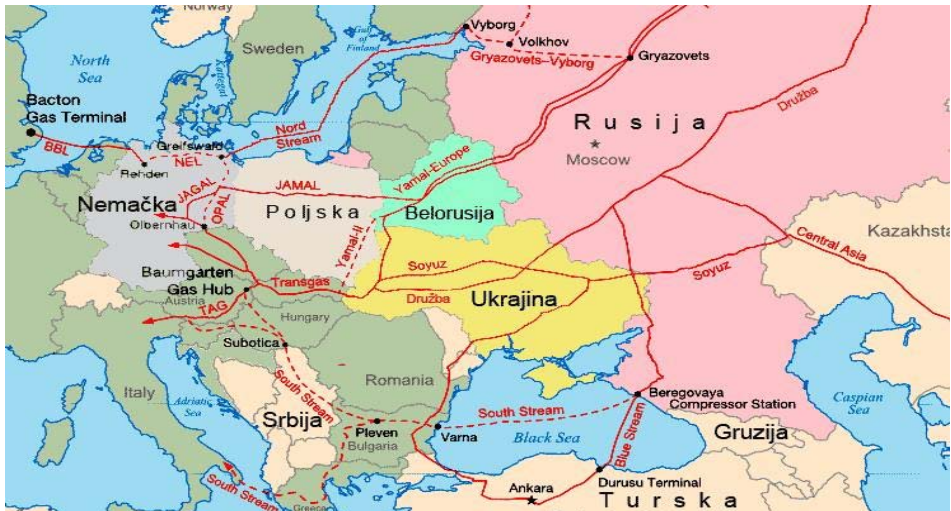 Norway
Sweden
Gulf
of
Finland
Vyborg
Volkhov
Gryazovets–Vyborg
Gryazovets
North
Sea
Kattegat
Družba
Bacton
Gas Terminal
BBL
Greifswald
NEL
Rehden
Nord
Stream
Rusija
Moscow
Yamal-Europe
JAGAL
OPAL
JAMAL
Nemačka
Poljska
Belorusija
Olbernhau
Yamal-II
Kazakhsta
Central Asia
Baumgarten
Gas Hub
Austria
Transgas
Soyuz
Soyuz
Družba
Ukrajina
TAG
Hungary
Subotica
Italy
Adriatic
Sea
South Stream
Romania
Srbija
Pleven
Bulgaria
Varna
South Stream
Black Sea
Beregovaya
Compressor Station
Caspian
Sea
Blue Stream
Gruzija
South Stream
Greece
Ankara
Durusu Terminal
Turska